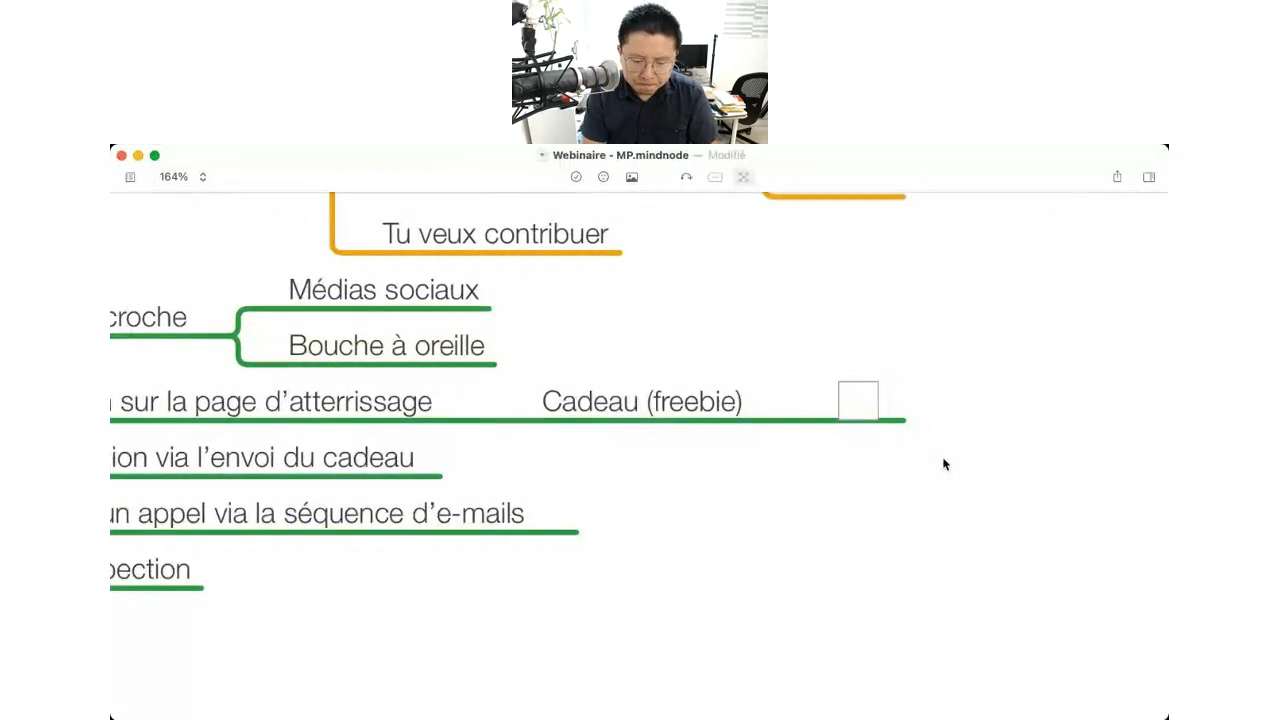 Webinaire - MP.mindnode — Modifié
164%
Tu veux contribuer
Médias sociaux
croche
Bouche à oreille
sur la page d’atterrissage
Cadeau (freebie)
ion via l’envoi du cadeau
un appel via la séquence d’e-mails
pection